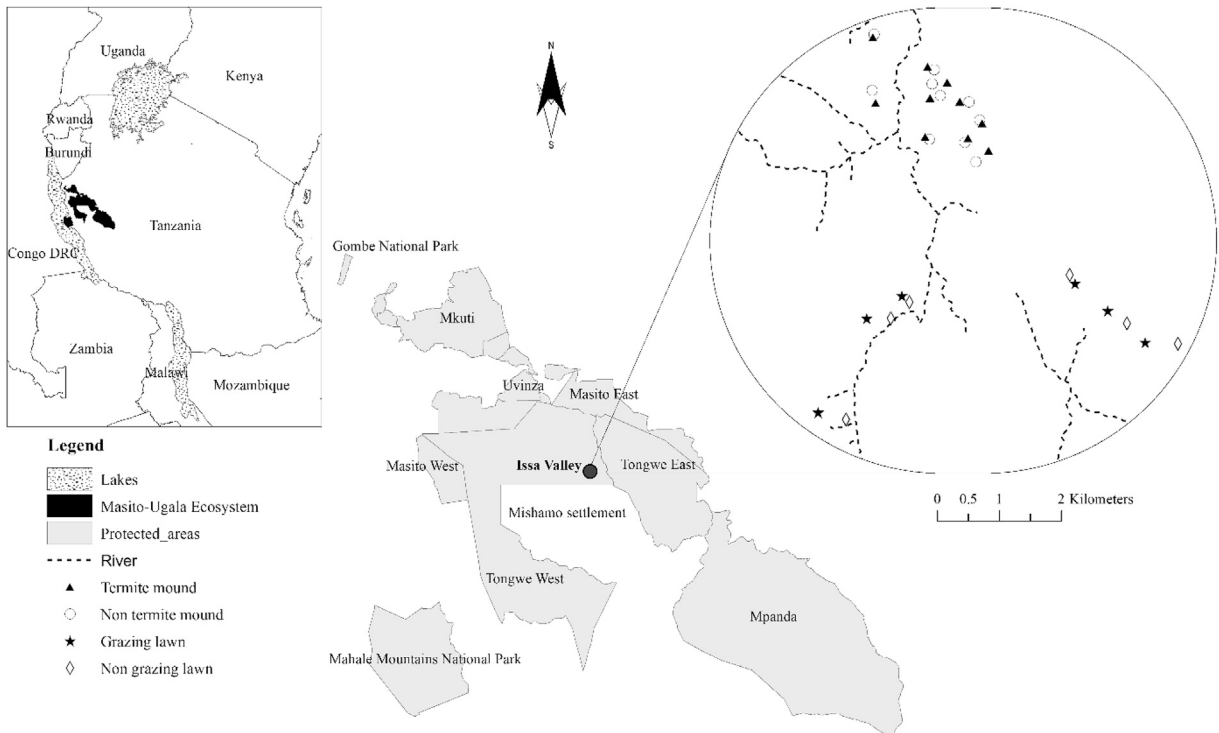 Uganda
Kenya
Rwanda
Burundi
Tanzania
Congo DRC
Zambia
Malawi
Mozambique
N
S
Gombe National Park
Mkuti
Uvinza
Masito East
Masito West
Issa Valley
Tongwe East
Mishamo settlement
Tongwe West
Mpanda
Mahale Mountains National Park
0 0.5 1 2 Kilometers
Legend
Lakes
Masito-Ugala Ecosystem
Protected_areas
River
Termite mound
Non termite mound
Grazing lawn
Non grazing lawn